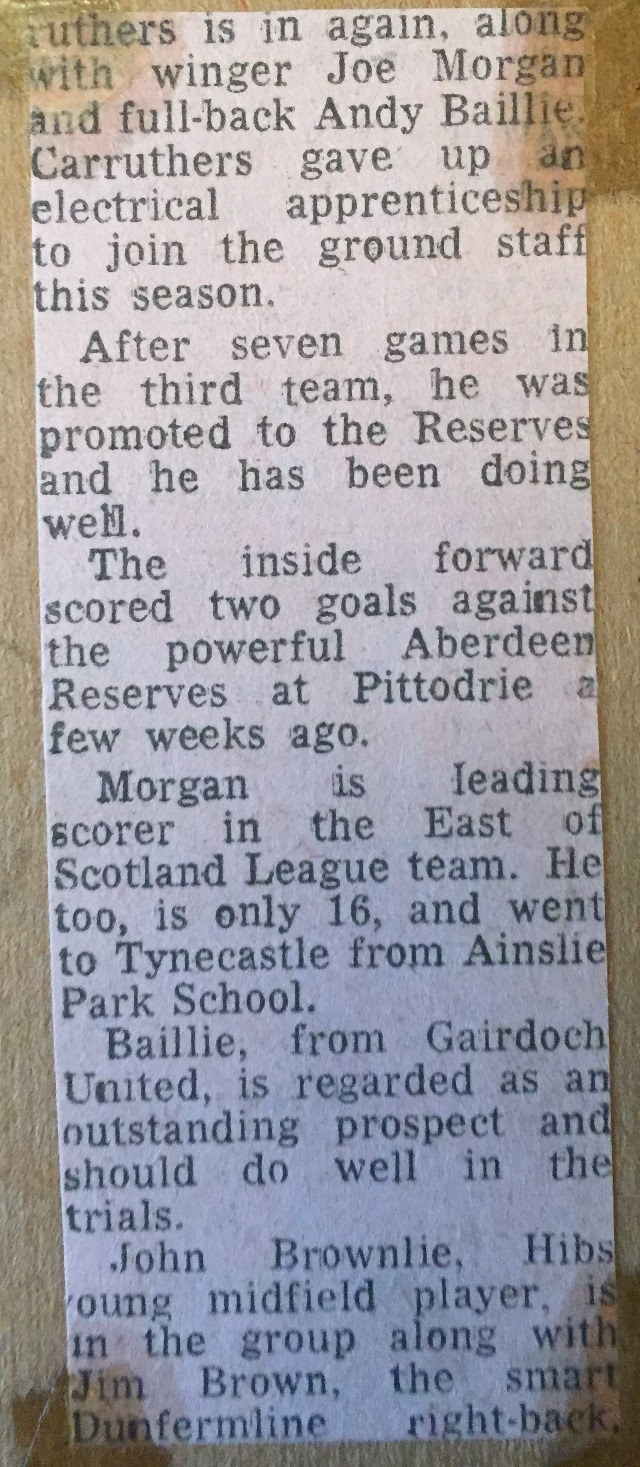 ruthers is in again, along
with winger Joe Morgan
and full-back Andy Baillie.
Carruthers gave up an
electrical apprenticeship
to join the ground staff
this season.
After seven games in
the third team, he was
promoted to the Reserves
and he has been doing
well.
The inside forward
scored two goals against
the powerful Aberdeen
Reserves at Pittodrie a
few weeks ago.
Morgan is leading
scorer in the East of
Scotland League team. He
too, is only 16, and went
to Tynecastle from Ainslie
Park School.
Baillie, from Gairdoch
United, is regarded as an
outstanding prospect and
should do well in the
trials.
John Brownlie, Hibs
oung midfield player, is
in the group along with
Jim Brown, the smart
Dunfermline right-back.